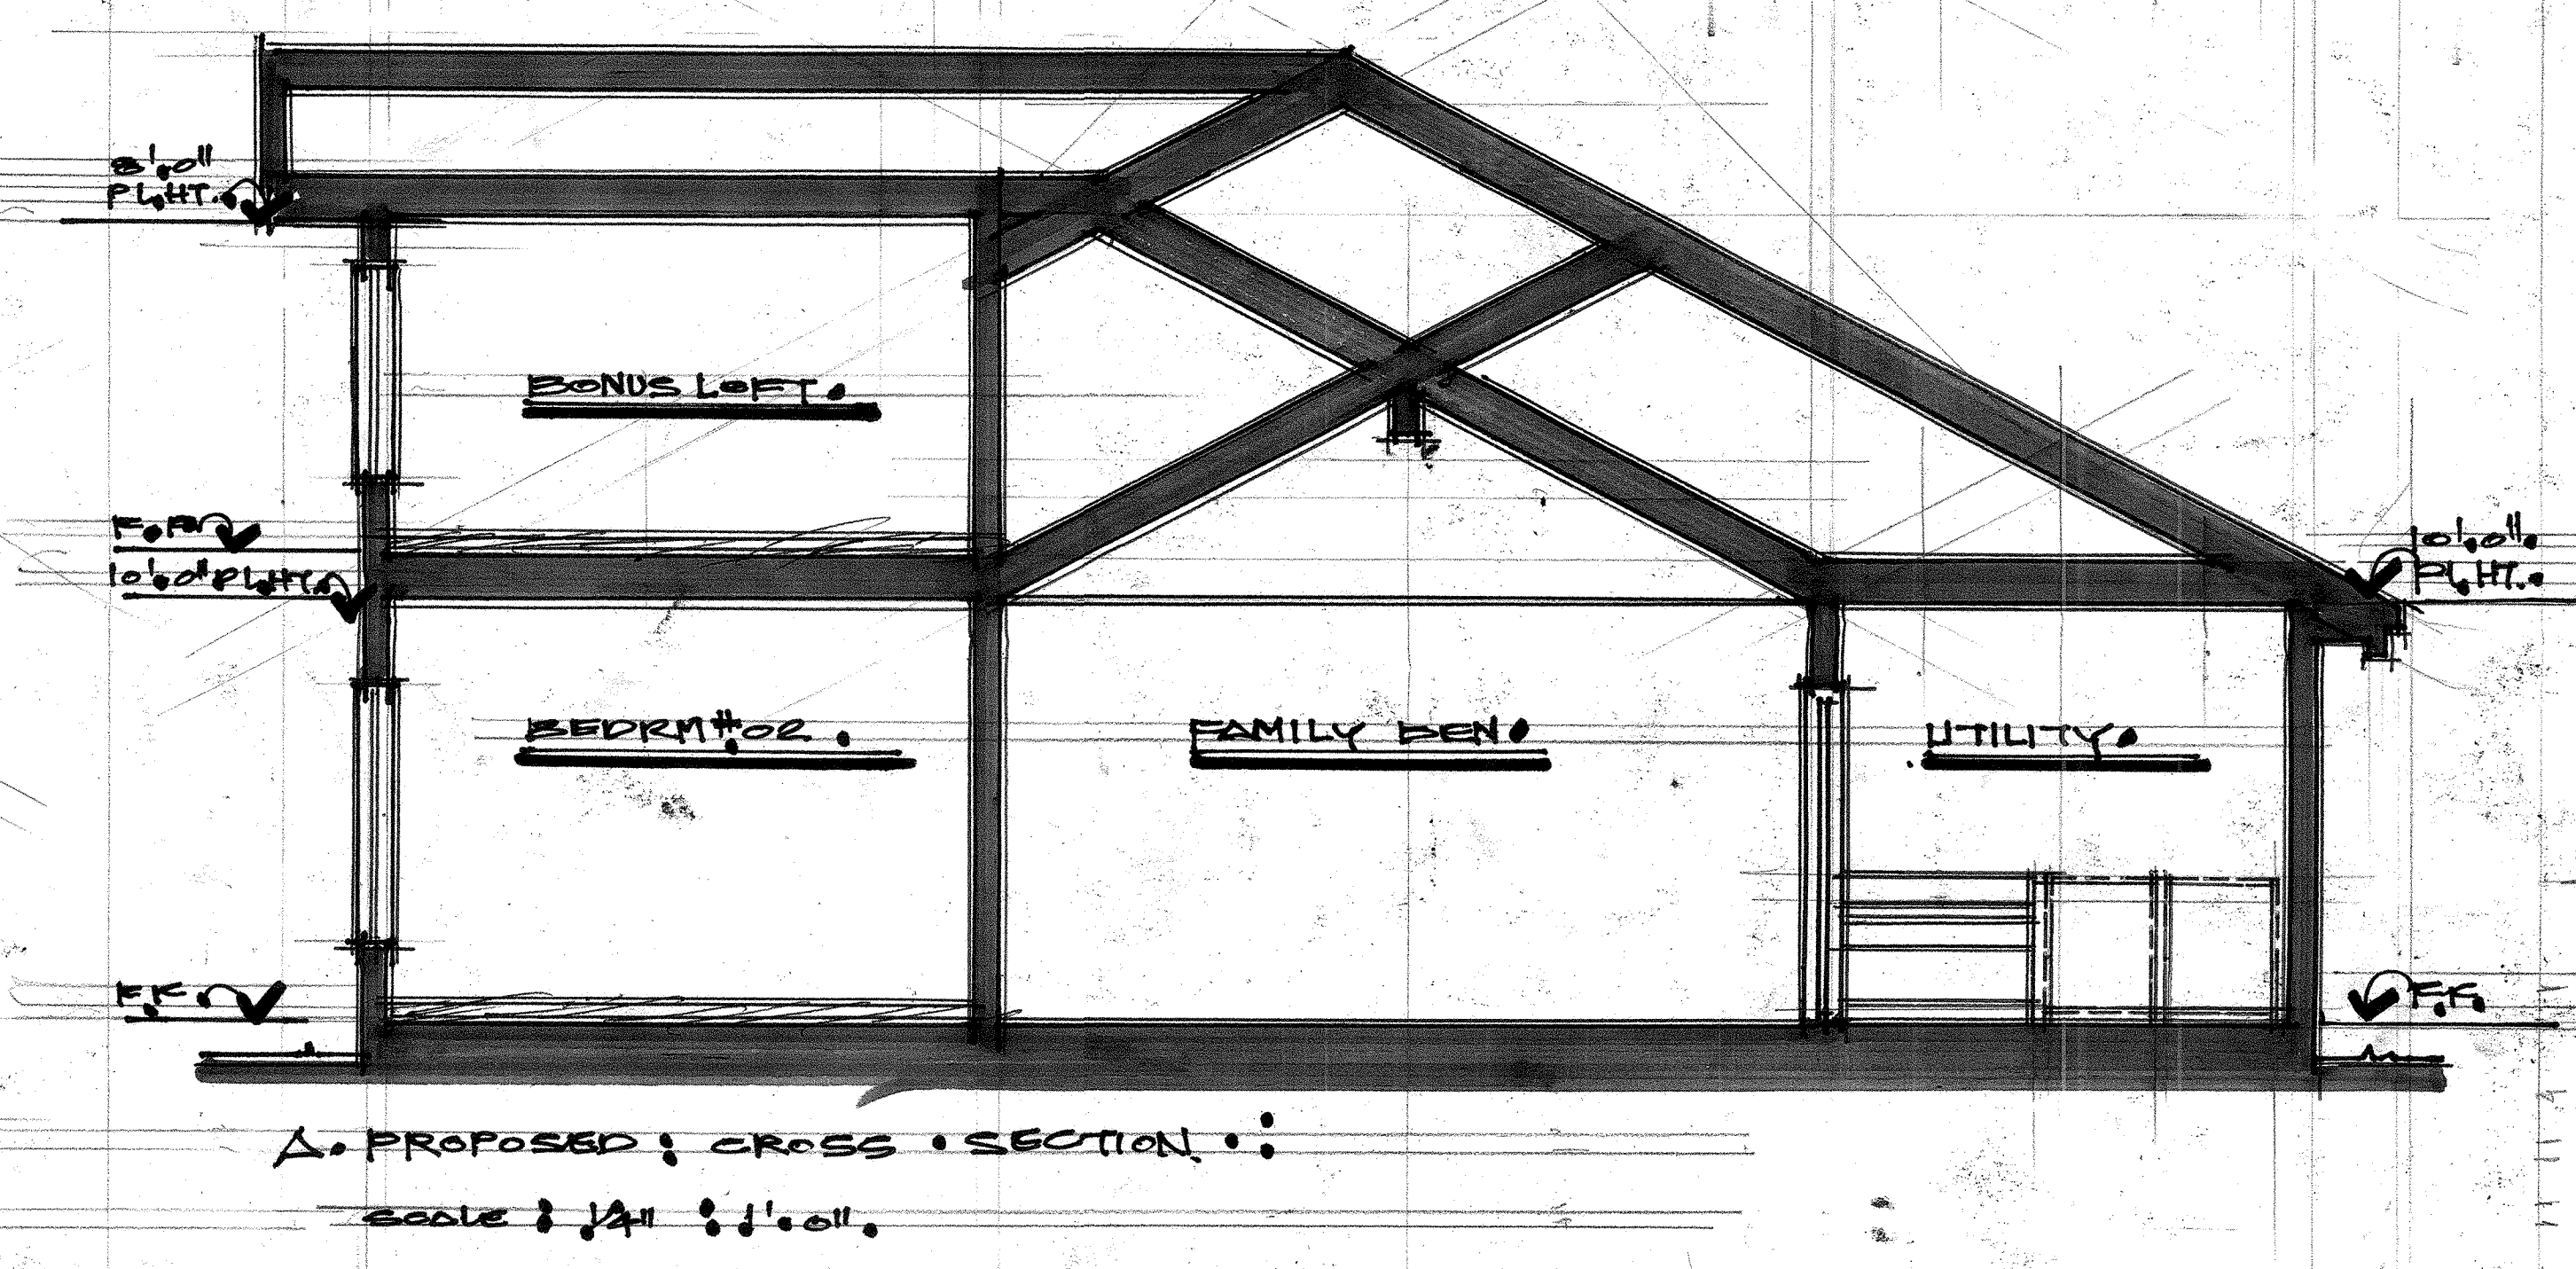 8'.0"
PL.HT.
BONUS LOFT.
F.F.
10'.0" PL.HT.
10'.0".
PL.HT.
BEDRM #02.
FAMILY DEN.
UTILITY.
F.F.
F.F.
A. PROPOSED : CROSS . SECTION . :
SCALE : 1/4" : 1'.0".